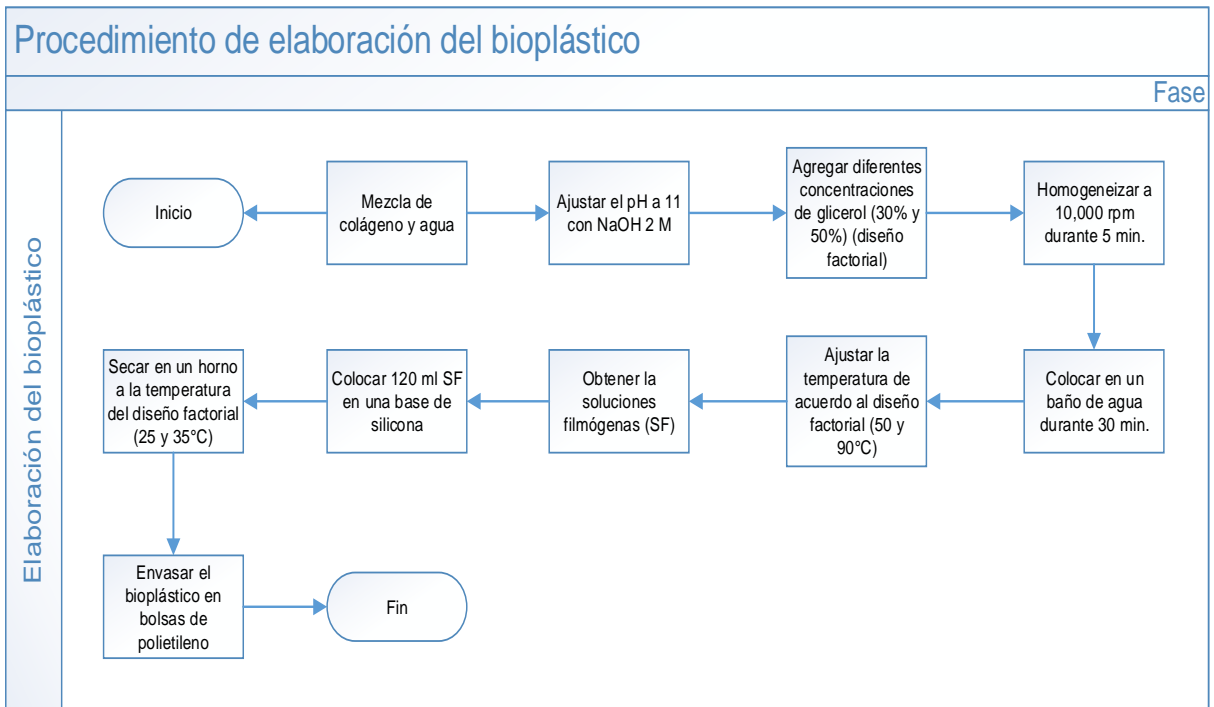 Procedimiento de elaboración del bioplástico
Fase
Elaboración del bioplástico
Inicio
Mezcla de
colágeno y agua
Ajustar el pH a 11
con NaOH 2 M
Agregar diferentes
concentraciones
de glicerol (30% y
50%) (diseño
factorial)
Homogeneizar a
10,000 rpm
durante 5 min.
Colocar en un
baño de agua
durante 30 min.
Ajustar la
temperatura de
acuerdo al diseño
factorial (50 y
90°C)
Obtener la
soluciones
filmógenas (SF)
Colocar 120 ml SF
en una base de
silicona
Secar en un horno
a la temperatura
del diseño factorial
(25 y 35°C)
Envasar el
bioplástico en
bolsas de
polietileno
Fin